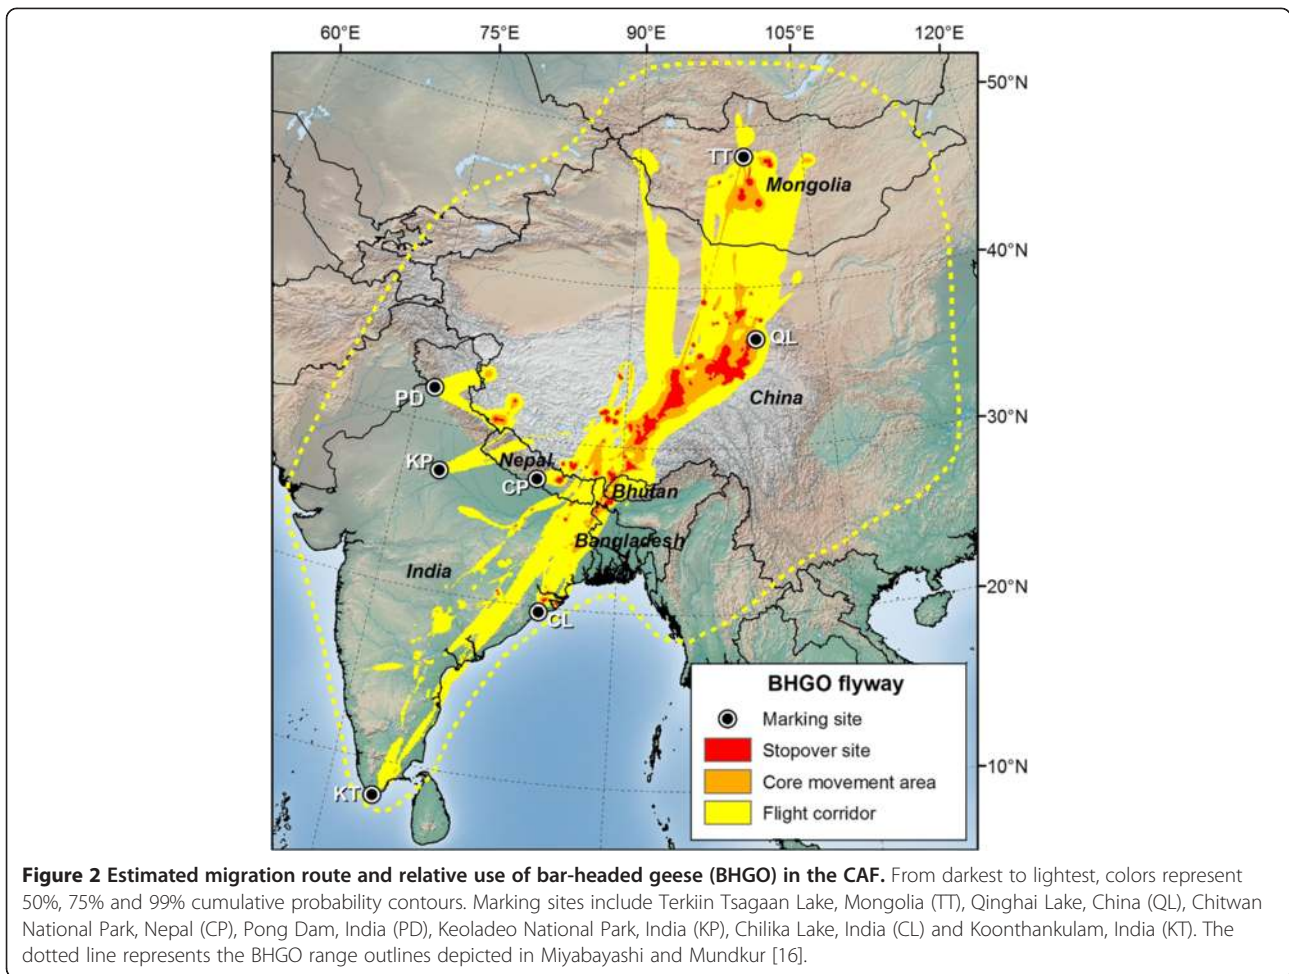 60°E 75°E 90°E 105°E 120°E
50°N
TT
Mongolia
40°N
QL
PD
China
30°N
KP
Nepal
CP
Bhutan
Bangladesh
India
20°N
CL
BHGO flyway
Marking site
Stopover site
10°N
Core movement area
KT
Flight corridor
Figure 2 Estimated migration route and relative use of bar-headed geese (BHGO) in the CAF. From darkest to lightest, colors represent
50%, 75% and 99% cumulative probability contours. Marking sites include Terkiin Tsagaan Lake, Mongolia (TT), Qinghai Lake, China (QL), Chitwan
National Park, Nepal (CP), Pong Dam, India (PD), Keoladeo National Park, India (KP), Chilika Lake, India (CL) and Koonthankulam, India (KT). The
dotted line represents the BHGO range outlines depicted in Miyabayashi and Mundkur [16].